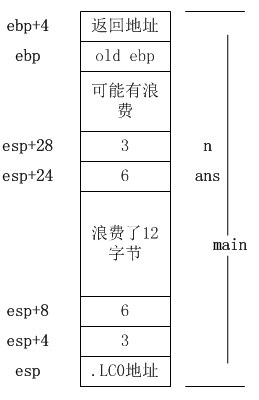 ebp+4 返回地址
ebp old ebp
可能有浪
费
esp+28 3 n
esp+24 6 ans
浪费了12
字节
main
esp+8 6
esp+4 3
esp .LC0地址